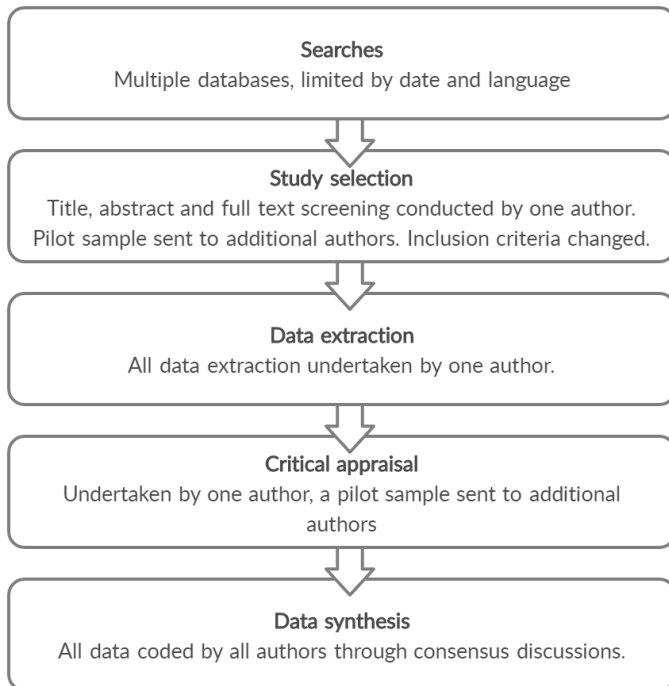 Searches
Multiple databases, limited by date and language
Study selection
Title, abstract and full text screening conducted by one author.
Pilot sample sent to additional authors. Inclusion criteria changed.
Data extraction
All data extraction undertaken by one author.
Critical appraisal
Undertaken by one author, a pilot sample sent to additional
authors
Data synthesis
All data coded by all authors through consensus discussions.